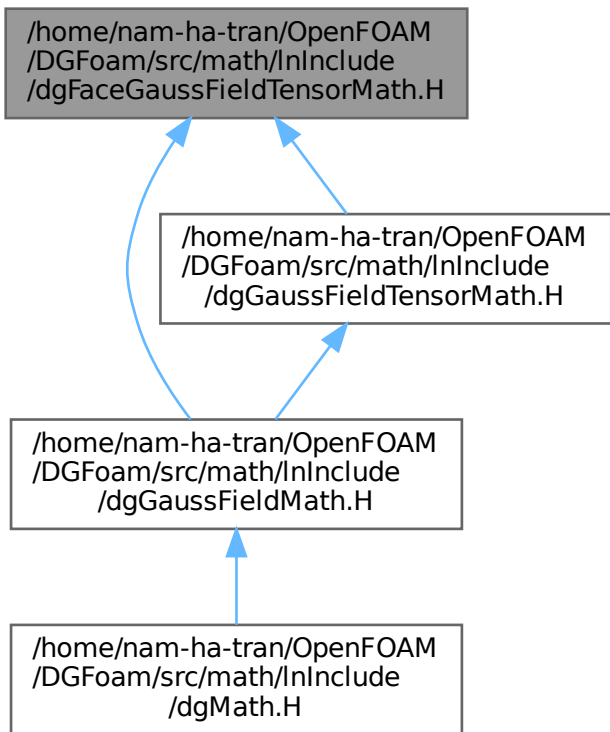 /home/nam-ha-tran/OpenFOAM
/DGFoam/src/math/lnInclude
/dgFaceGaussFieldTensorMath.H
/home/nam-ha-tran/OpenFOAM
/DGFoam/src/math/lnInclude
/dgGaussFieldTensorMath.H
/home/nam-ha-tran/OpenFOAM
/DGFoam/src/math/lnInclude
/dgGaussFieldMath.H
/home/nam-ha-tran/OpenFOAM
/DGFoam/src/math/lnInclude
/dgMath.H